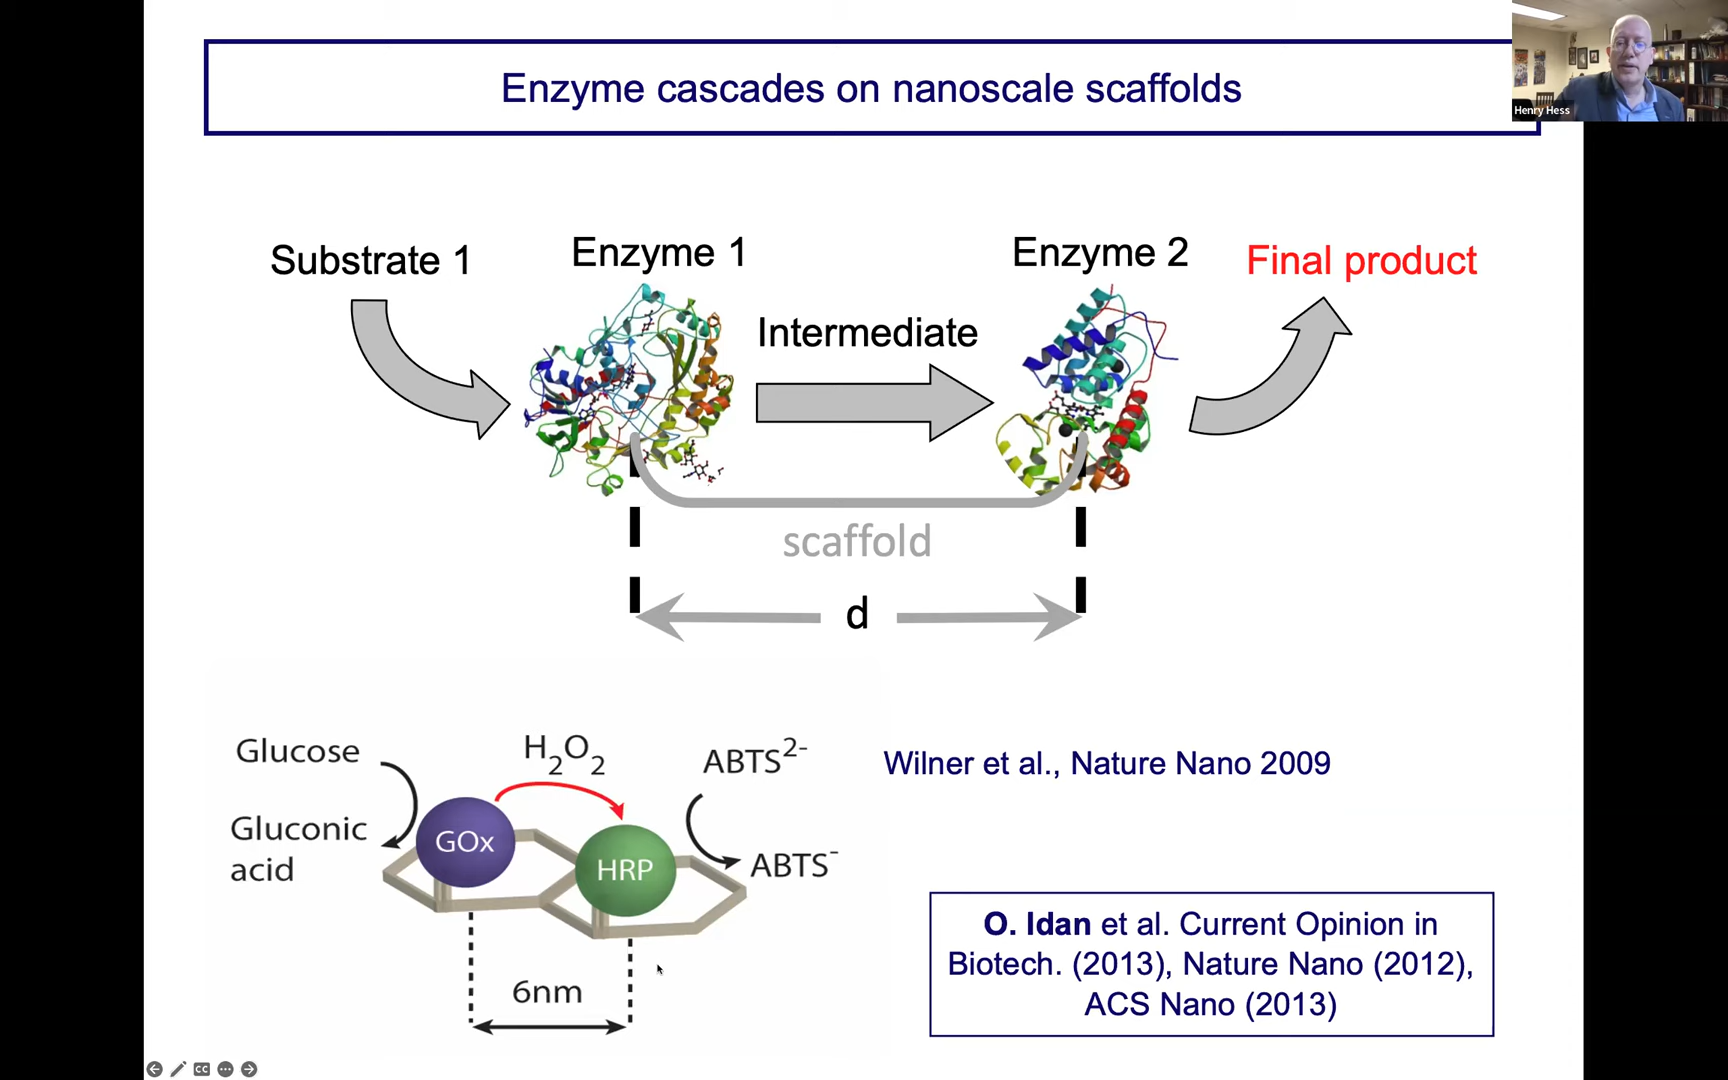 Enzyme cascades on nanoscale scaffolds
Henry Hess
Substrate 1
Enzyme 1
Intermediate
Enzyme 2
Final product
scaffold
d
Glucose
Gluconic
acid
GOx
H₂O₂
HRP
ABTS²⁻
ABTS⁻
6nm
Wilner et al., Nature Nano 2009
O. Idan et al. Current Opinion in
Biotech. (2013), Nature Nano (2012),
ACS Nano (2013)
CC